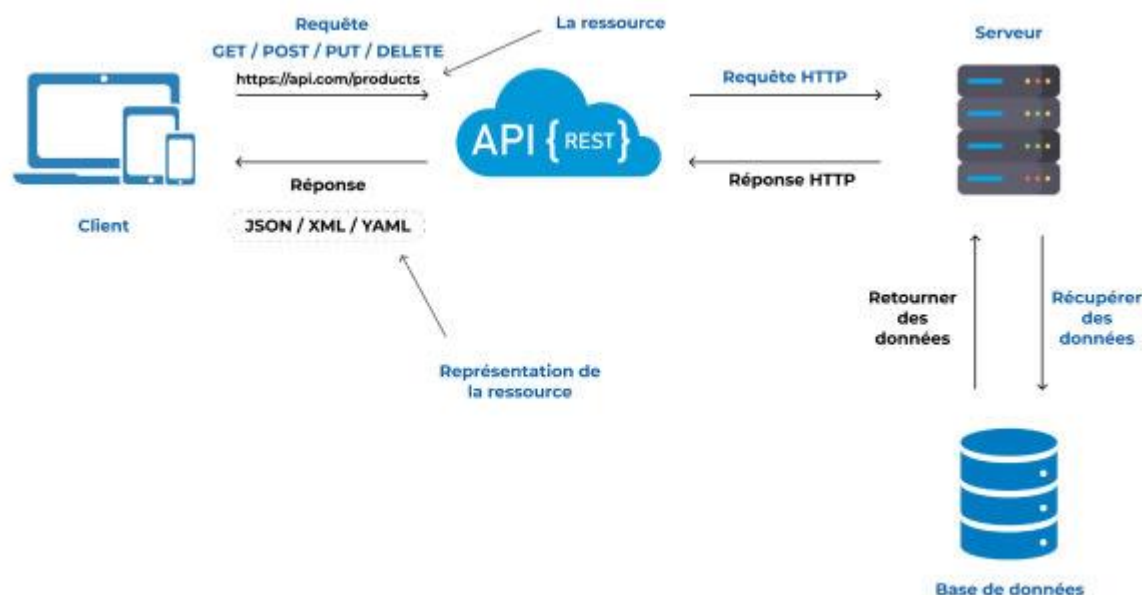 Requête
GET / POST / PUT / DELETE
https://api.com/products
La ressource
Serveur
Requête HTTP
API { REST }
Réponse
Réponse HTTP
Client
JSON / XML / YAML
Retourner
des
données
Récupérer
des
données
Représentation de
la ressource
Base de données